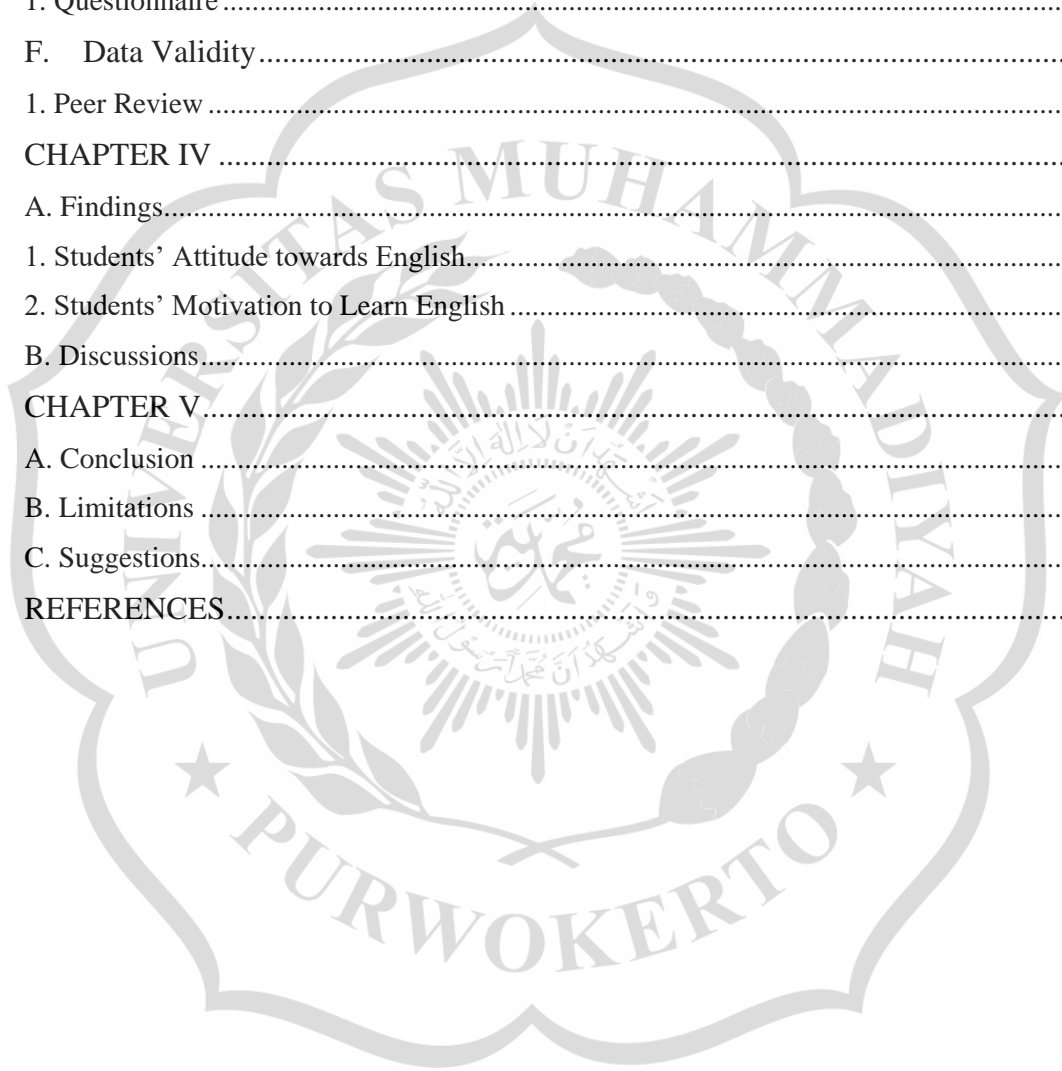 1. Questionnaire
F. Data Validity
1. Peer Review
CHAPTER IV
A. Findings
1. Students’ Attitude towards English
2. Students’ Motivation to Learn English
B. Discussions
CHAPTER V
A. Conclusion
B. Limitations
C. Suggestions
REFERENCES
UNIVERSITAS MUHAMMADIYAH
PURWOKERTO